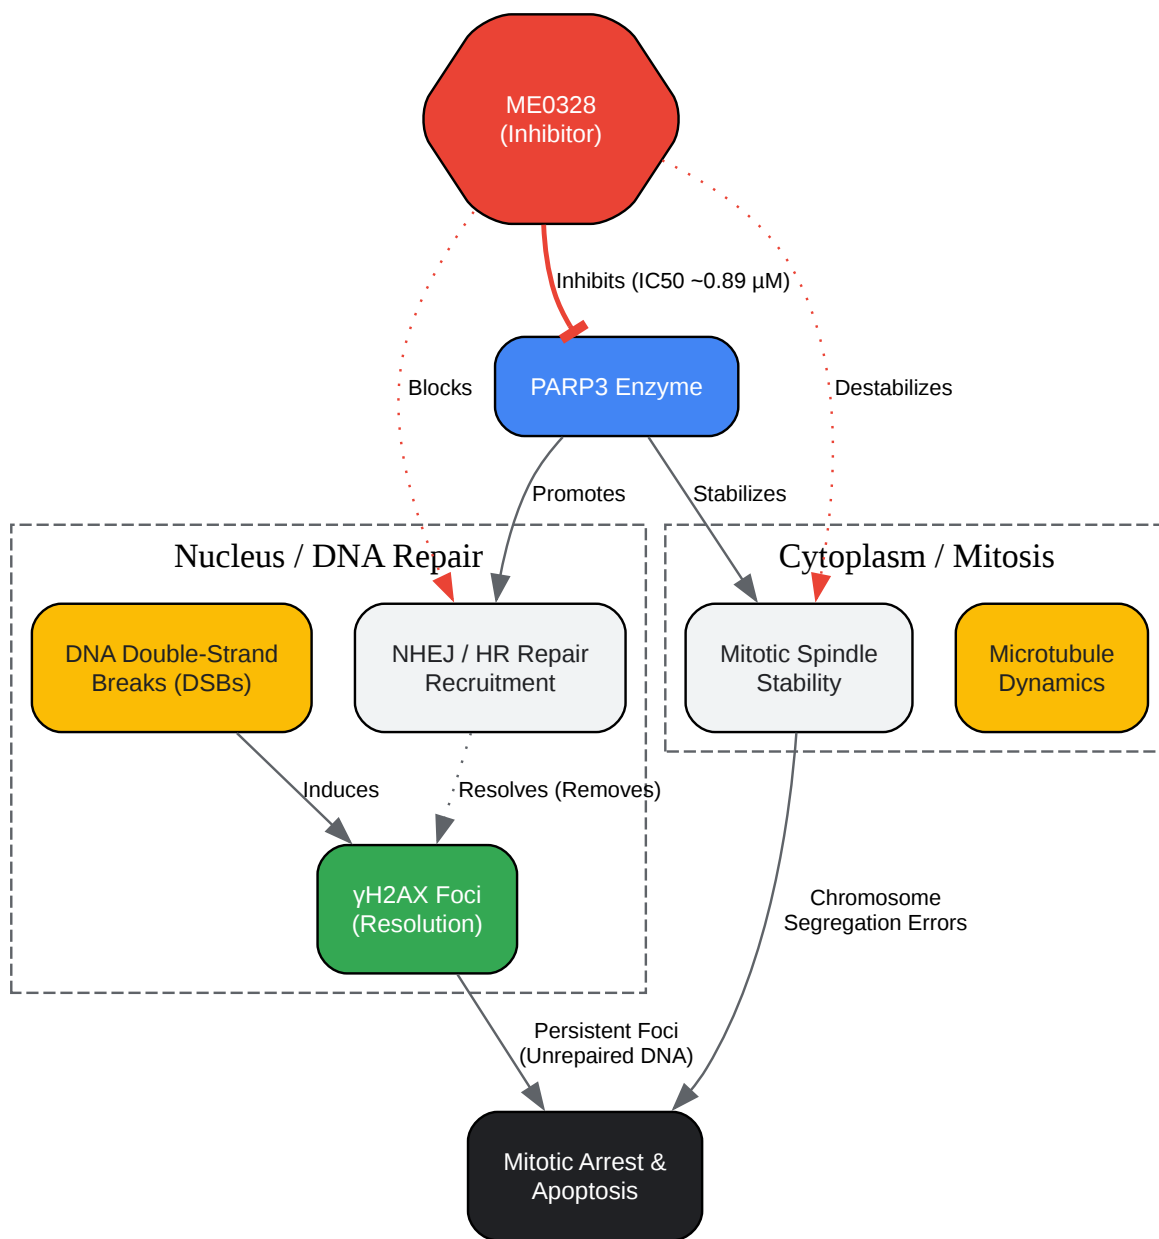 ME0328
(Inhibitor)
Inhibits (IC50 ~0.89 µM)
Blocks
PARP3 Enzyme
Destabilizes
Promotes
Stabilizes
Nucleus / DNA Repair
Cytoplasm / Mitosis
DNA Double-Strand
Breaks (DSBs)
NHEJ / HR Repair
Recruitment
Mitotic Spindle
Stability
Microtubule
Dynamics
Induces
Resolves (Removes)
γH2AX Foci
(Resolution)
Chromosome
Segregation Errors
Persistent Foci
(Unrepaired DNA)
Mitotic Arrest &
Apoptosis